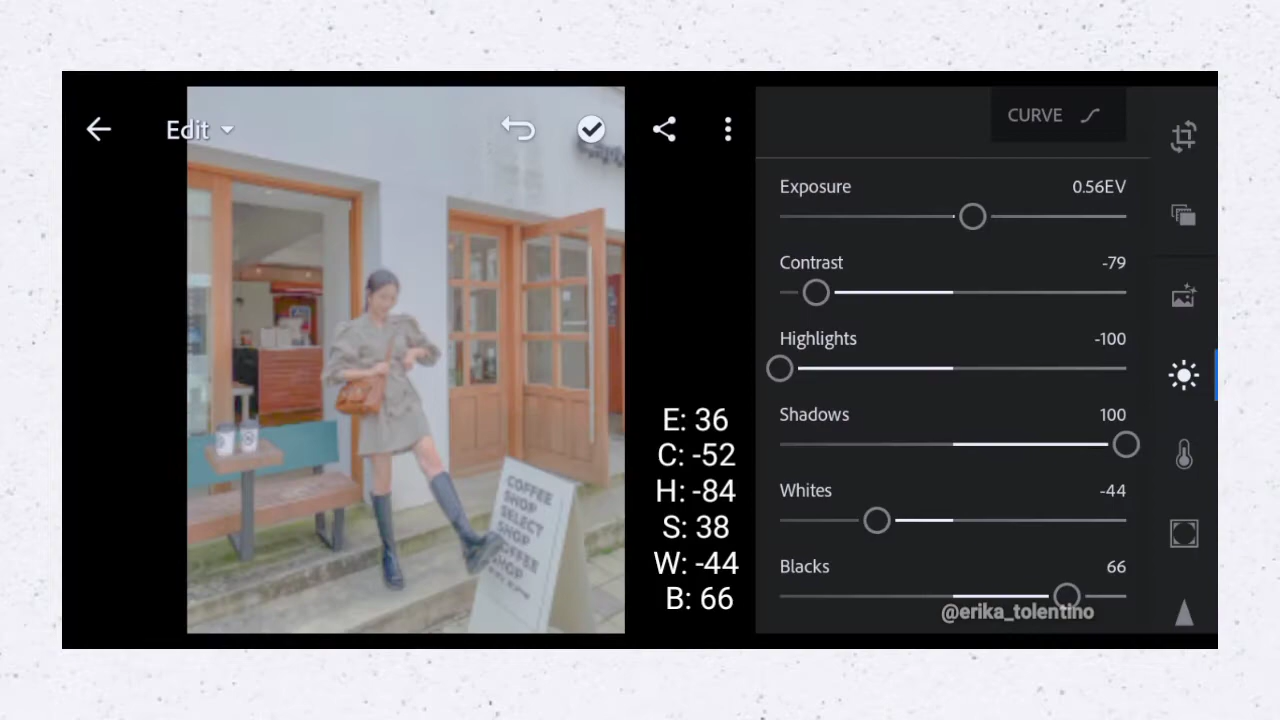 Edit
CURVE
Exposure
0.56EV
Contrast
-79
Highlights
-100
Shadows
100
Whites
-44
Blacks
66
E: 36
C: -52
H: -84
S: 38
W: -44
B: 66
COFFEE
SHOP
SELECT
SHOP
COFFEE
SHOP
@erika_tolentino